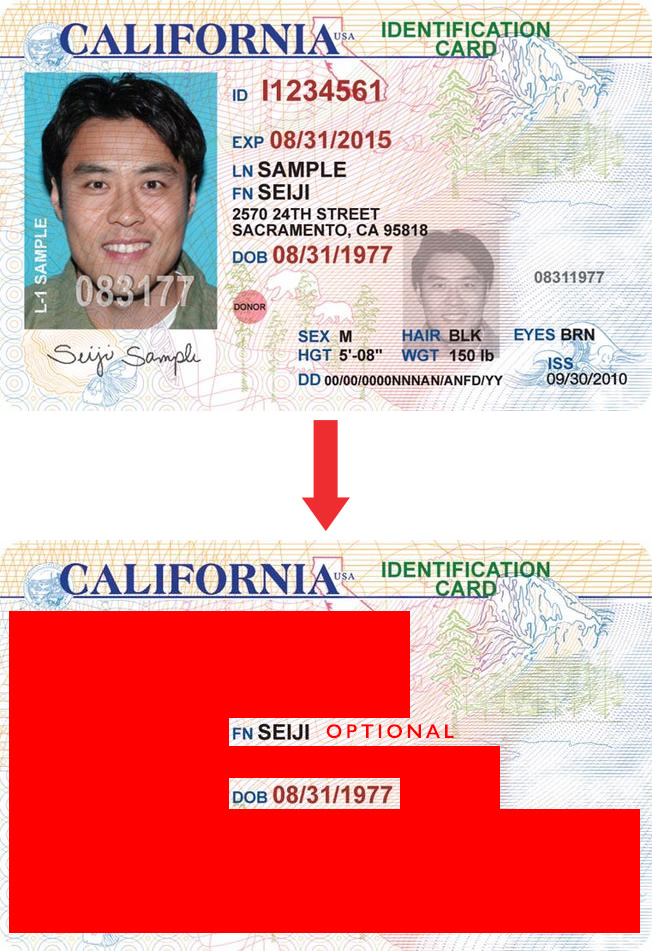 CALIFORNIA USA IDENTIFICATION CARD
ID I1234561
EXP 08/31/2015
LN SAMPLE
FN SEIJI
2570 24TH STREET
SACRAMENTO, CA 95818
DOB 08/31/1977
L-1 SAMPLE
083177
08311977
DONOR
SEX M HAIR BLK EYES BRN
HGT 5'-08" WGT 150 lb ISS
DD 00/00/0000NNNAN/ANFD/YY 09/30/2010
Seiji Sample
CALIFORNIA USA IDENTIFICATION CARD
FN SEIJI OPTIONAL
DOB 08/31/1977